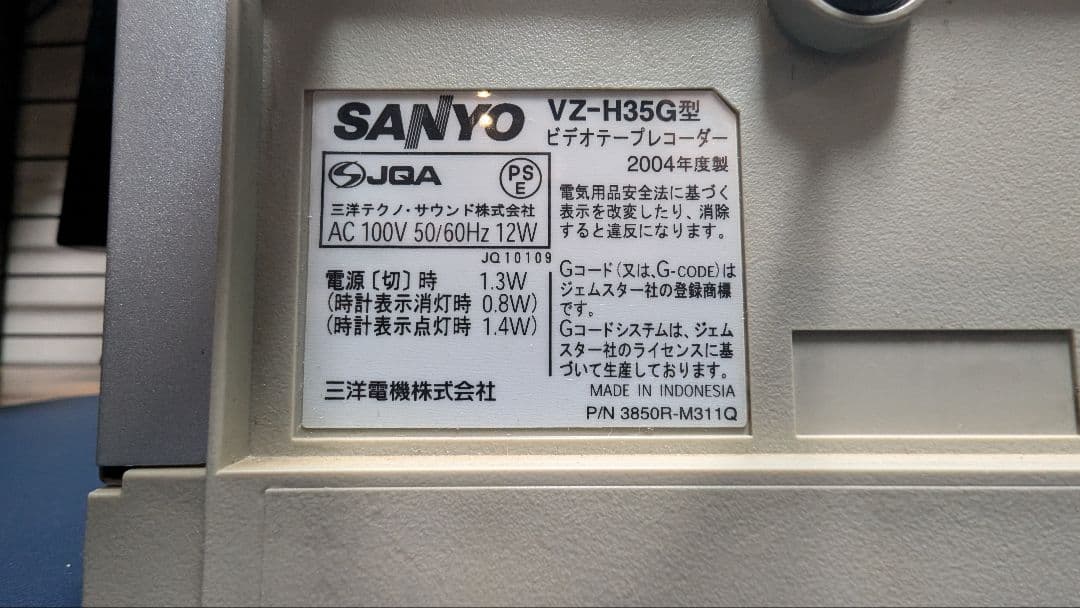 SANYO
VZ-H35G型
ビデオテープレコーダー
2004年度製
JQA
PS
E
三洋テクノ・サウンド株式会社
AC 100V 50/60Hz 12W
JQ10109
電気用品安全法に基づく
表示を改変したり、消除
すると違反になります。
電源〔切〕時 1.3W
(時計表示消灯時 0.8W)
(時計表示点灯時 1.4W)
Gコード(又は、G-CODE)は
ジェムスター社の登録商標
です。
Gコードシステムは、ジェム
スター社のライセンスに基
づいて生産しております。
三洋電機株式会社
MADE IN INDONESIA
P/N 3850R-M311Q